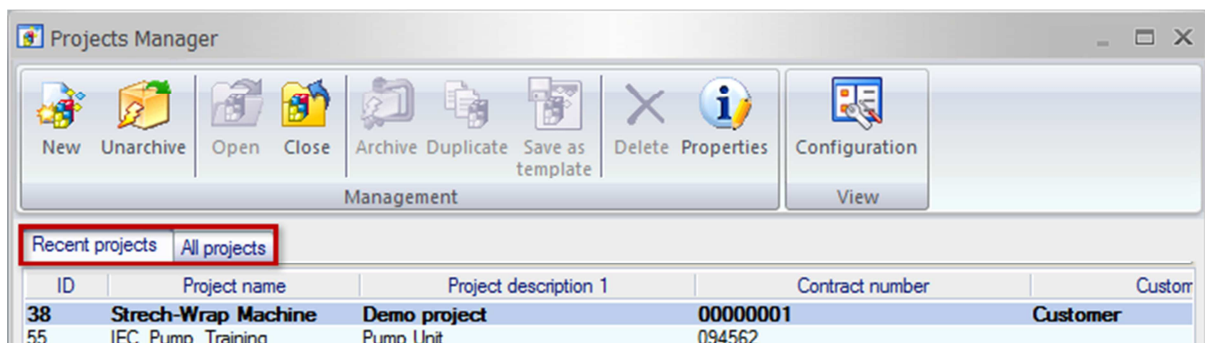 Projects Manager
New Unarchive Open Close Archive Duplicate Save as template Delete Properties Configuration
Management View
Recent projects All projects
ID Project name Project description 1 Contract number Custom
38 Strech-Wrap Machine Demo project 00000001 Customer
55 IEC_Pump_Training Pump Unit 094562